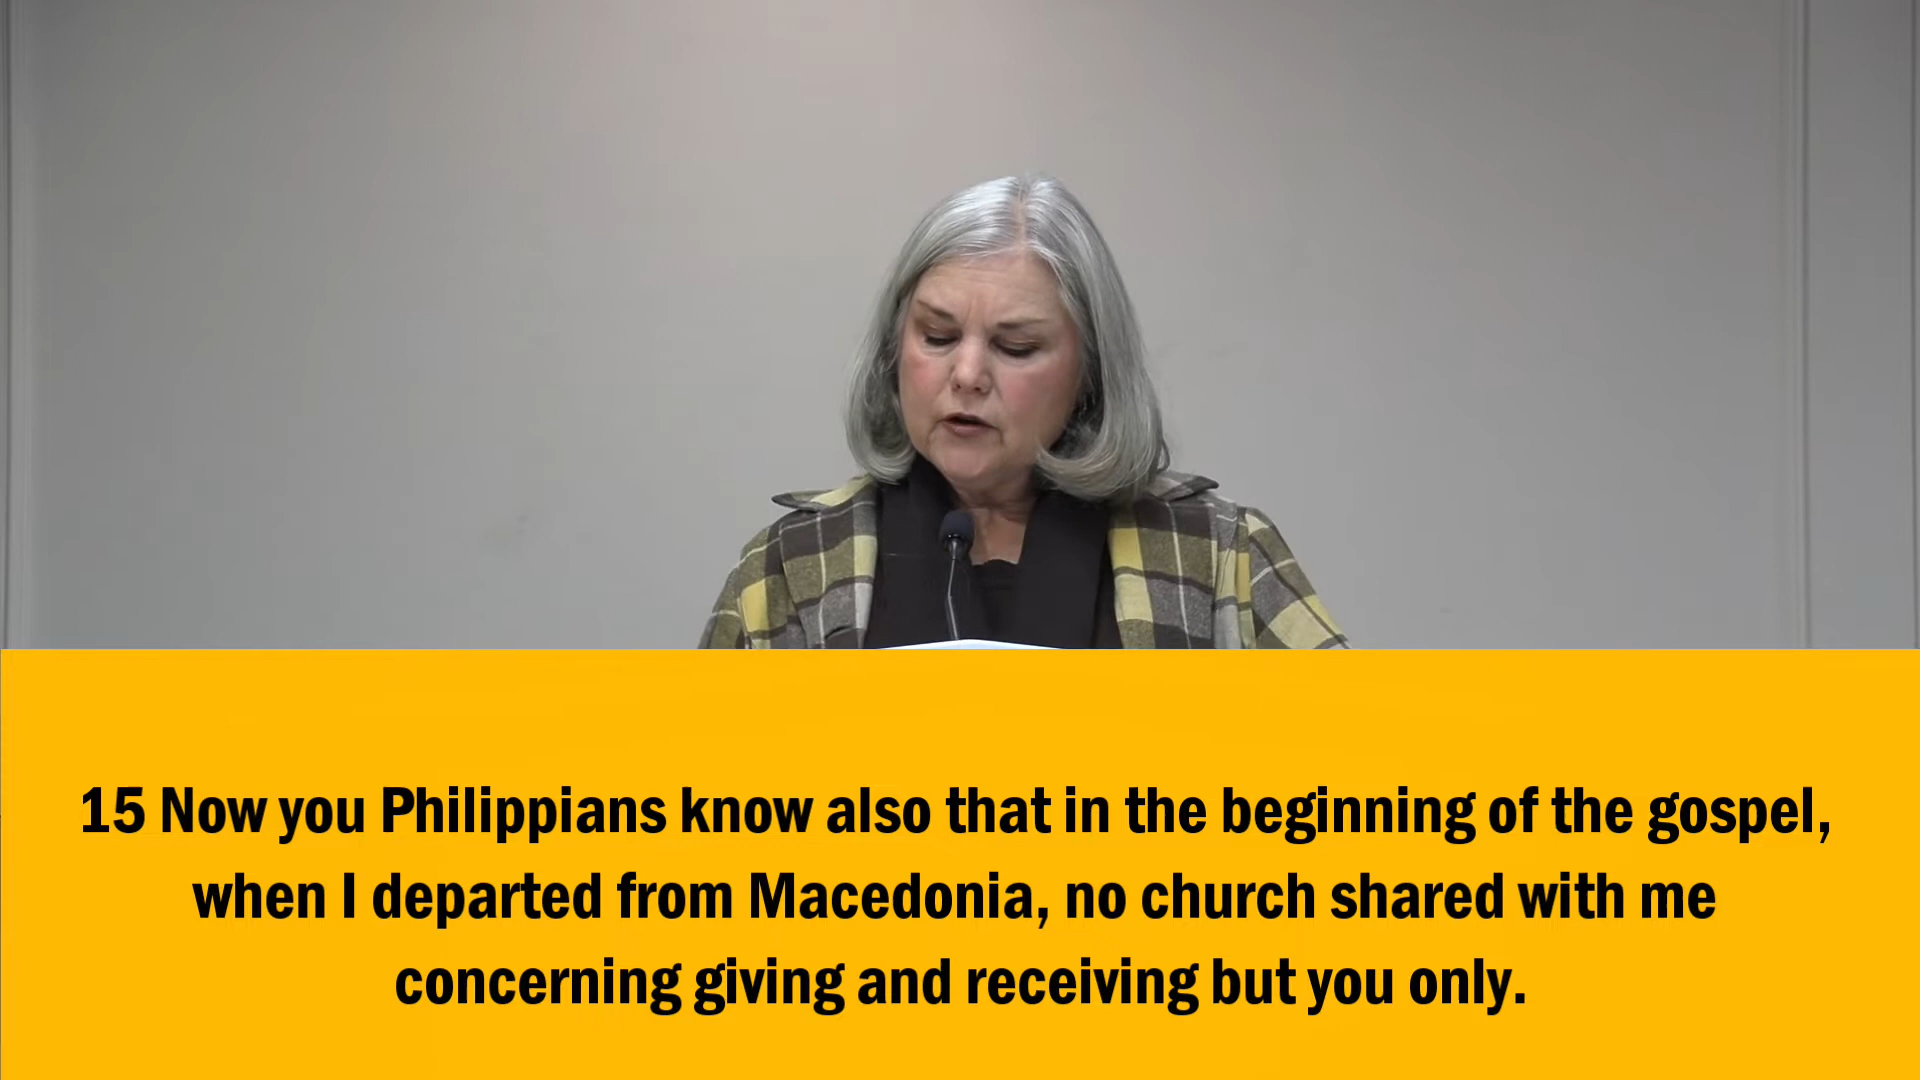 15 Now you Philippians know also that in the beginning of the gospel,
when I departed from Macedonia, no church shared with me
concerning giving and receiving but you only.